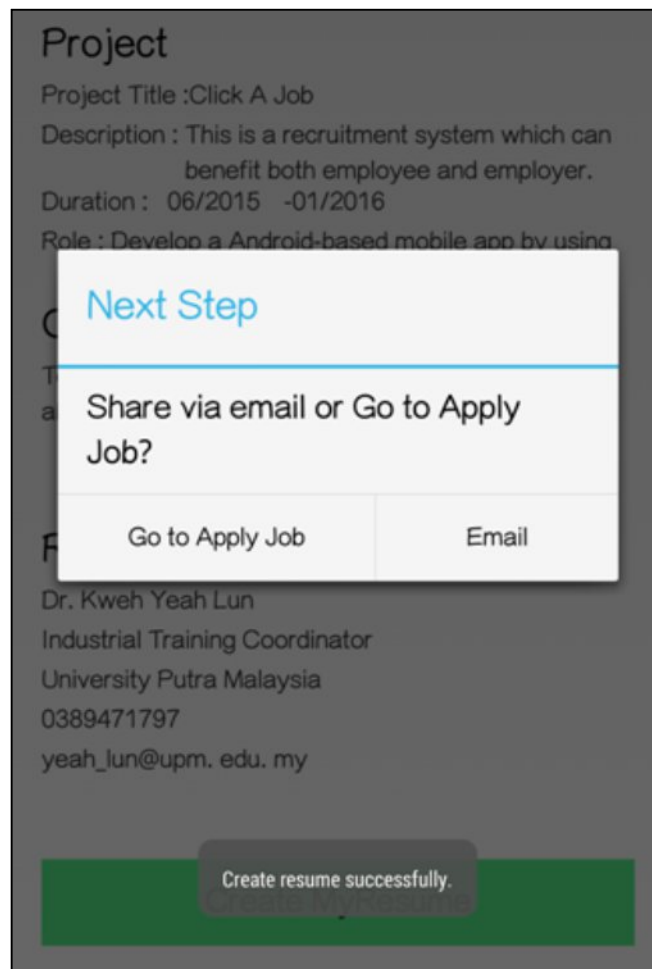 Project
Project Title :Click A Job
Description : This is a recruitment system which can
benefit both employee and employer.
Duration : 06/2015 -01/2016
Role : Develop a Android-based mobile app by using
Next Step
Share via email or Go to Apply
Job?
Go to Apply Job Email
Dr. Kweh Yeah Lun
Industrial Training Coordinator
University Putra Malaysia
0389471797
yeah_lun@upm. edu. my
Create resume successfully.
Create MyResume